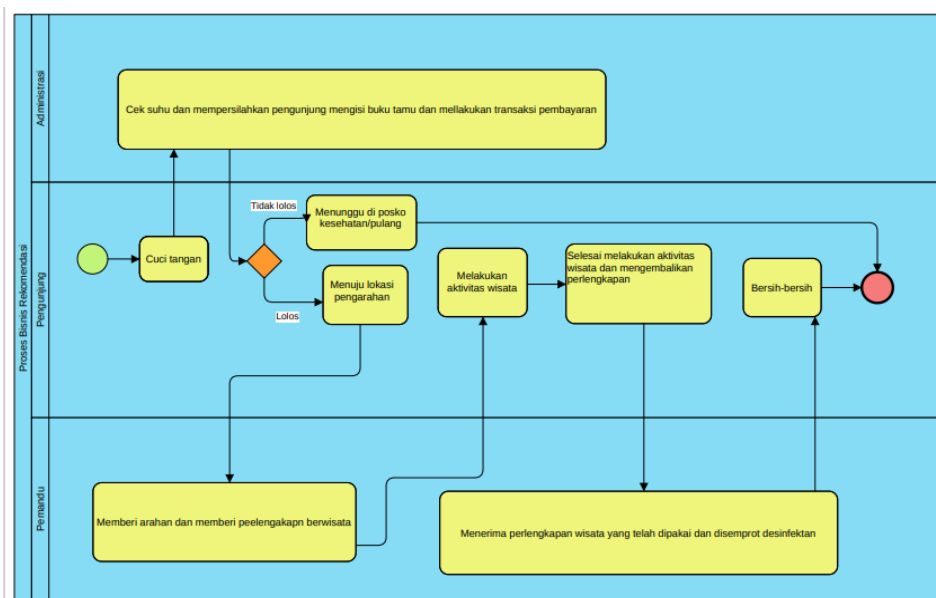 Proses Bisnis Rekomendasi
Administrasi
Cek suhu dan mempersilahkan pengunjung mengisi buku tamu dan mellakukan transaksi pembayaran
Pengunjung
Cuci tangan
Tidak lolos
Lolos
Menunggu di posko
kesehatan/pulang
Menuju lokasi
pengarahan
Melakukan
aktivitas wisata
Selesai melakukan aktivitas
wisata dan mengembalikan
perlengkapan
Bersih-bersih
Pemandu
Memberi arahan dan memberi peelengakapn berwisata
Menerima perlengkapan wisata yang telah dipakai dan disemprot desinfektan